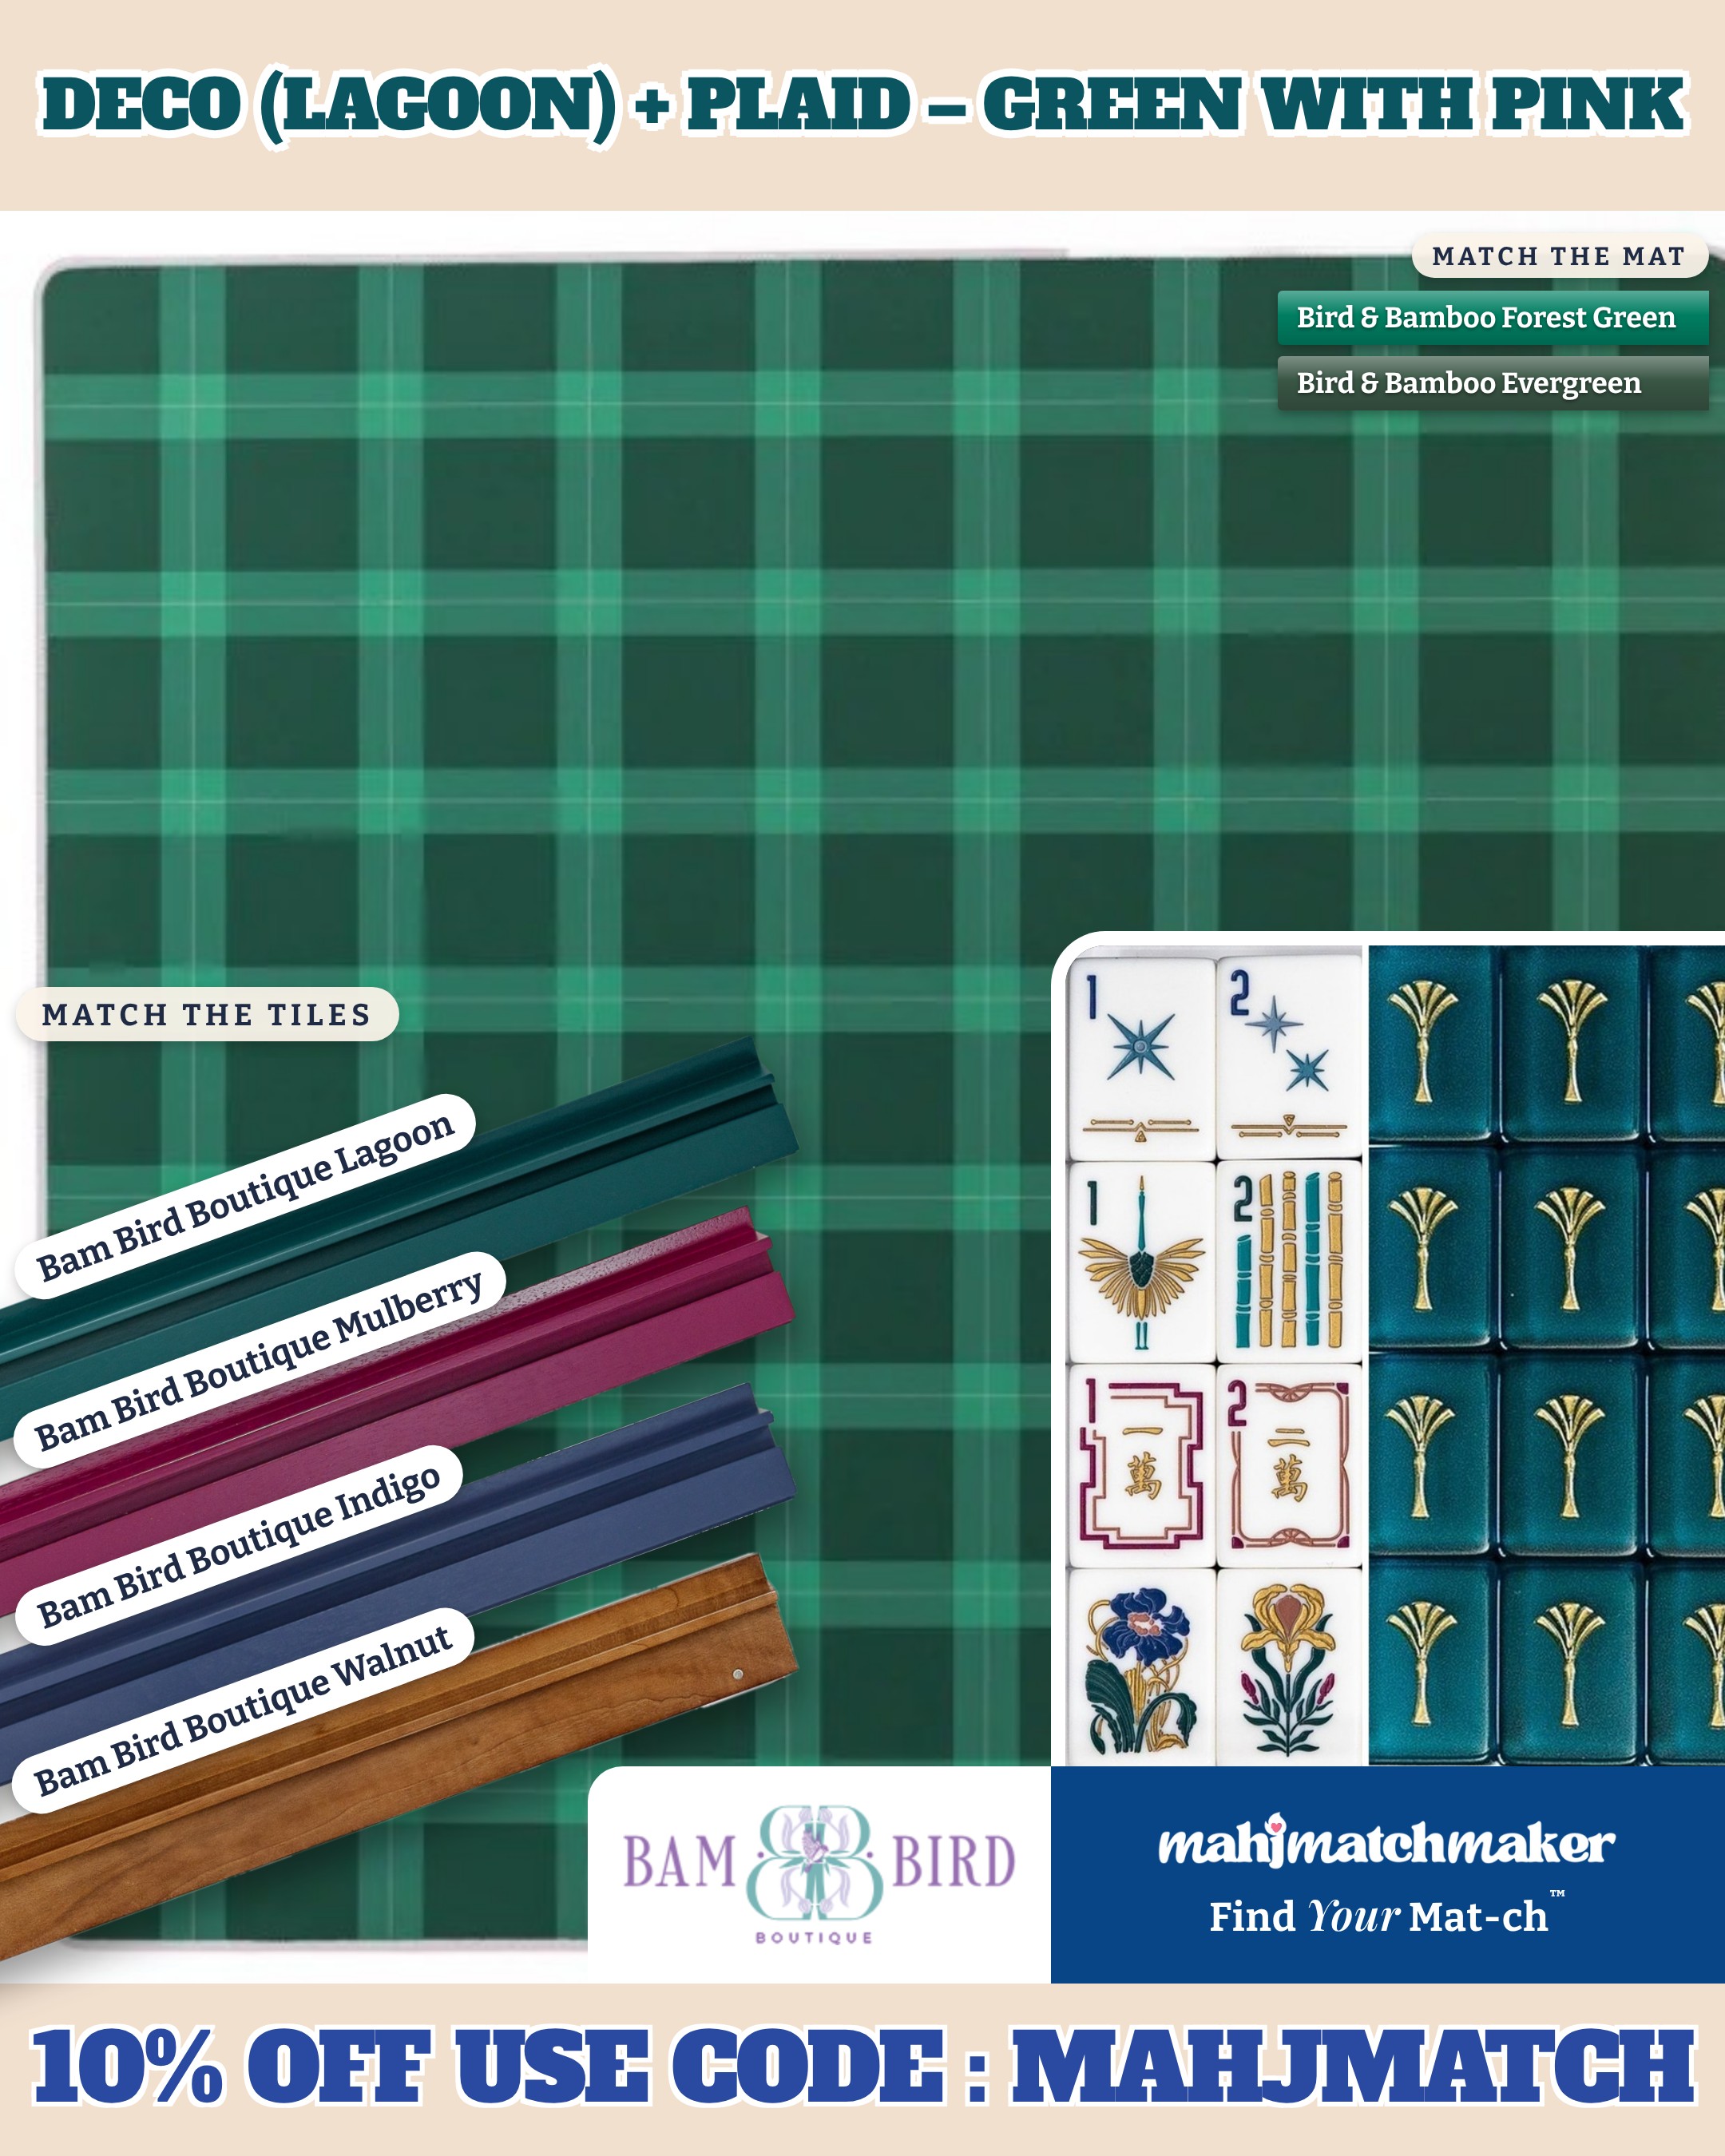 DECO (LAGOON) + PLAID – GREEN WITH PINK
MATCH THE MAT
Bird & Bamboo Forest Green
Bird & Bamboo Evergreen
MATCH THE TILES
Bam Bird Boutique Lagoon
Bam Bird Boutique Mulberry
Bam Bird Boutique Indigo
Bam Bird Boutique Walnut
1 2
1 2
1 2
一 二
萬 萬
BAM BIRD
BOUTIQUE
mahjmatchmaker
Find Your Mat-ch™
10% OFF USE CODE : MAHJMATCH